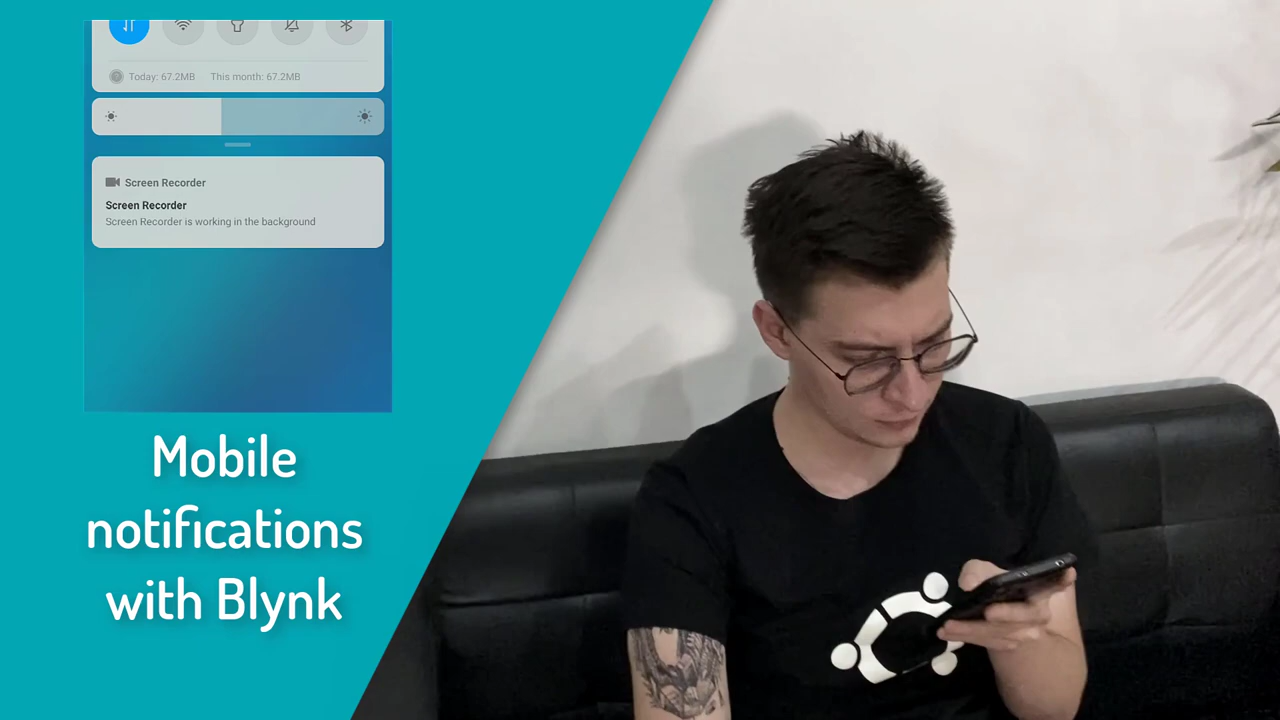 Today: 67.2MB This month: 67.2MB
Screen Recorder
Screen Recorder
Screen Recorder is working in the background
Mobile
notifications
with Blynk